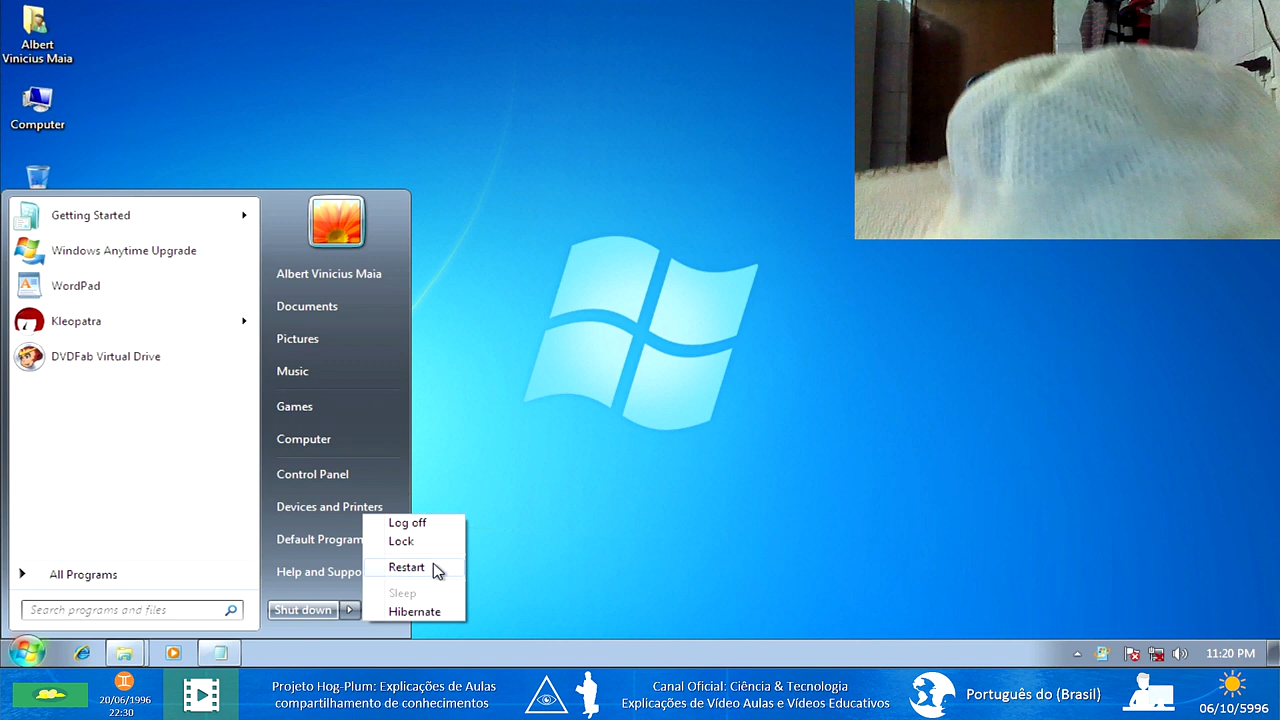 Albert
Vinicius Maia
Computer
Getting Started
Windows Anytime Upgrade
WordPad
Kleopatra
DVDFab Virtual Drive
All Programs
Search programs and files
Albert Vinicius Maia
Documents
Pictures
Music
Games
Computer
Control Panel
Devices and Printers
Default Program
Help and Suppo
Shut down
Log off
Lock
Restart
Sleep
Hibernate
11:20 PM
20/06/1996
22:30
Projeto Hog-Plum: Explicações de Aulas
compartilhamento de conhecimentos
Canal Oficial: Ciência & Tecnologia
Explicações de Vídeo Aulas e Vídeos Educativos
Português do (Brasil)
06/10/5996